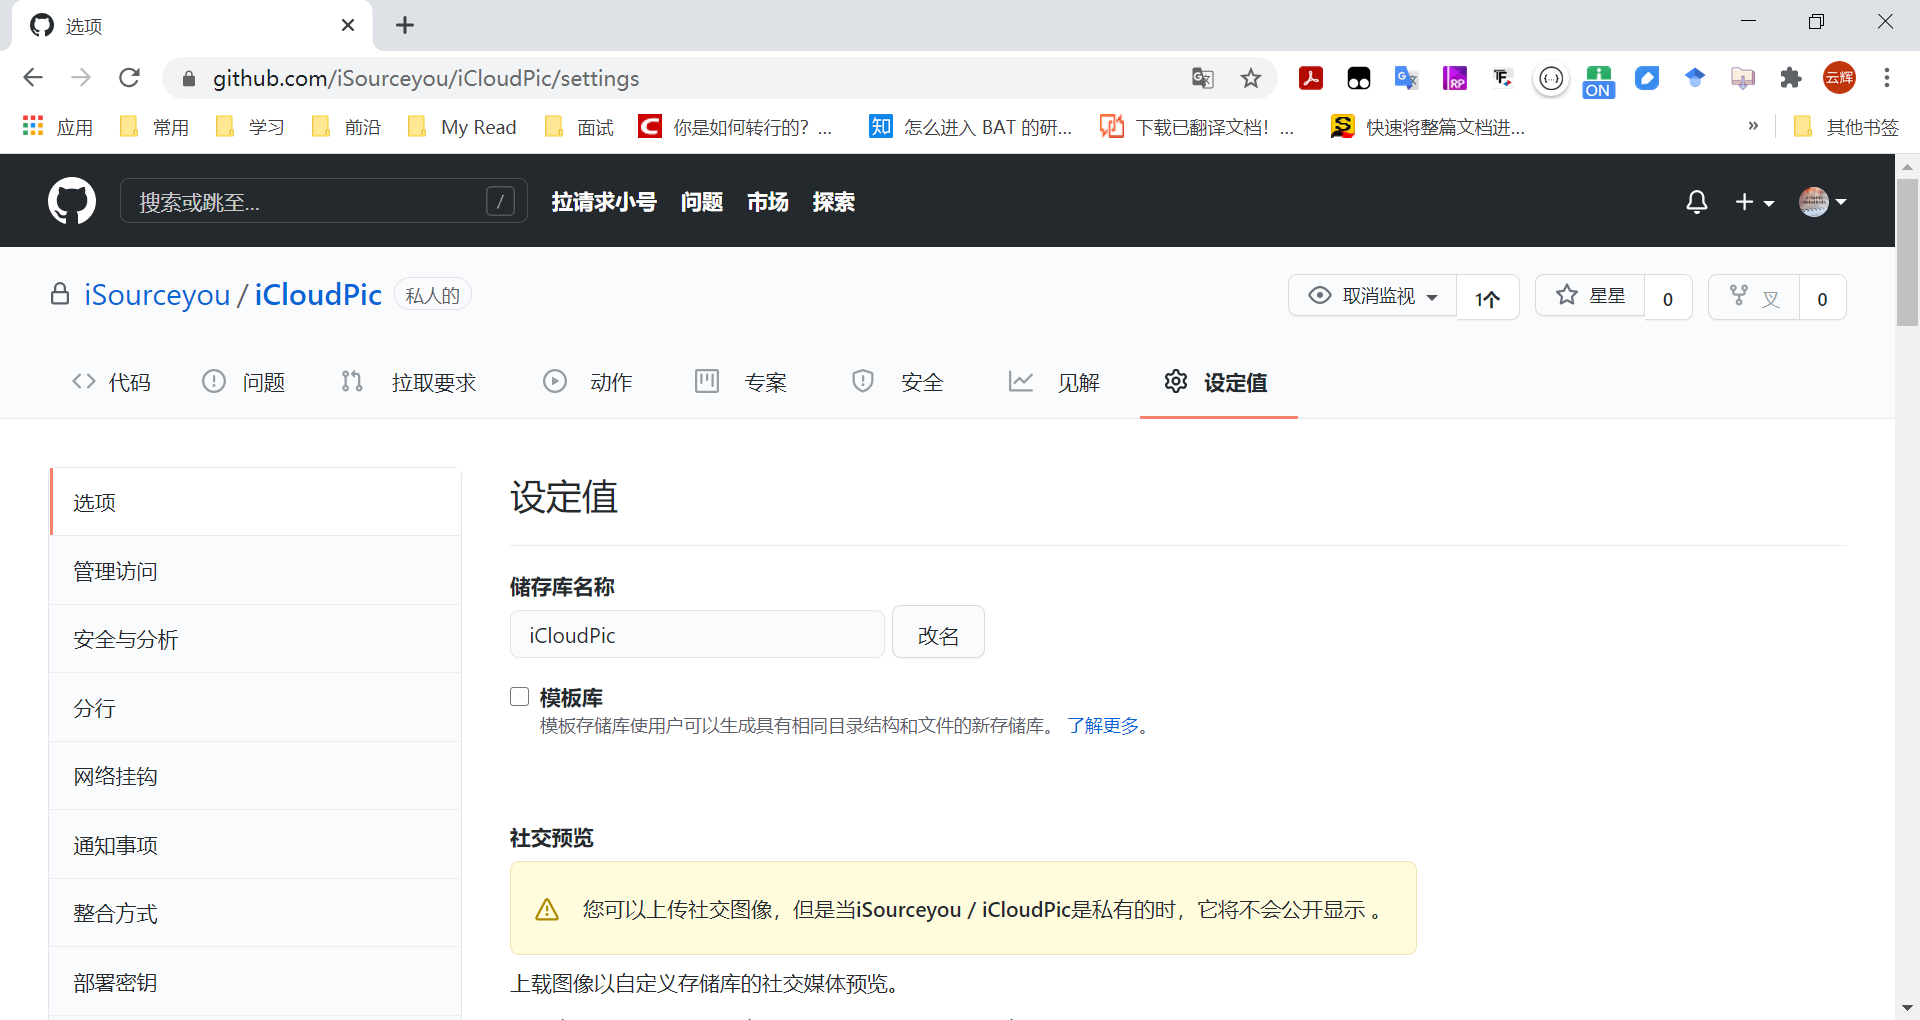 选项
github.com/iSourceyou/iCloudPic/settings
ON
云辉
应用 常用 学习 前沿 My Read 面试 你是如何转行的？... 知 怎么进入 BAT 的研... 下载已翻译文档！... 快速将整篇文档进... » 其他书签
搜索或跳至... / 拉请求小号 问题 市场 探索
iSourceyou / iCloudPic 私人的 取消监视 1个 星星 0 叉 0
代码 问题 拉取要求 动作 专案 安全 见解 设定值
选项
管理访问
安全与分析
分行
网络挂钩
通知事项
整合方式
部署密钥
设定值
储存库名称
iCloudPic 改名
模板库
模板存储库使用户可以生成具有相同目录结构和文件的新存储库。 了解更多。
社交预览
您可以上传社交图像，但是当iSourceyou / iCloudPic是私有的时，它将不会公开显示 。
上载图像以自定义存储库的社交媒体预览。